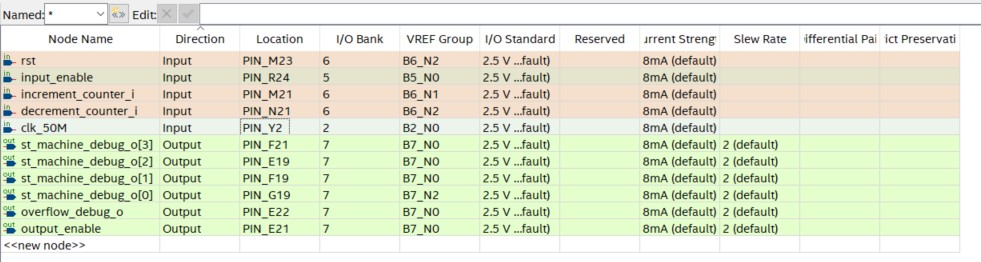 Named: * Edit:
Node Name Direction Location I/O Bank VREF Group I/O Standard Reserved urrent Streng Slew Rate ifferential Pai ict Preservati
in rst Input PIN_M23 6 B6_N2 2.5 V ...fault) 8mA (default)
in input_enable Input PIN_R24 5 B5_N0 2.5 V ...fault) 8mA (default)
in increment_counter_i Input PIN_M21 6 B6_N1 2.5 V ...fault) 8mA (default)
in decrement_counter_i Input PIN_N21 6 B6_N2 2.5 V ...fault) 8mA (default)
in clk_50M Input PIN_Y2 2 B2_N0 2.5 V ...fault) 8mA (default)
out st_machine_debug_o[3] Output PIN_F21 7 B7_N0 2.5 V ...fault) 8mA (default) 2 (default)
out st_machine_debug_o[2] Output PIN_E19 7 B7_N0 2.5 V ...fault) 8mA (default) 2 (default)
out st_machine_debug_o[1] Output PIN_F19 7 B7_N0 2.5 V ...fault) 8mA (default) 2 (default)
out st_machine_debug_o[0] Output PIN_G19 7 B7_N2 2.5 V ...fault) 8mA (default) 2 (default)
out overflow_debug_o Output PIN_E22 7 B7_N0 2.5 V ...fault) 8mA (default) 2 (default)
out output_enable Output PIN_E21 7 B7_N0 2.5 V ...fault) 8mA (default) 2 (default)
<<new node>>